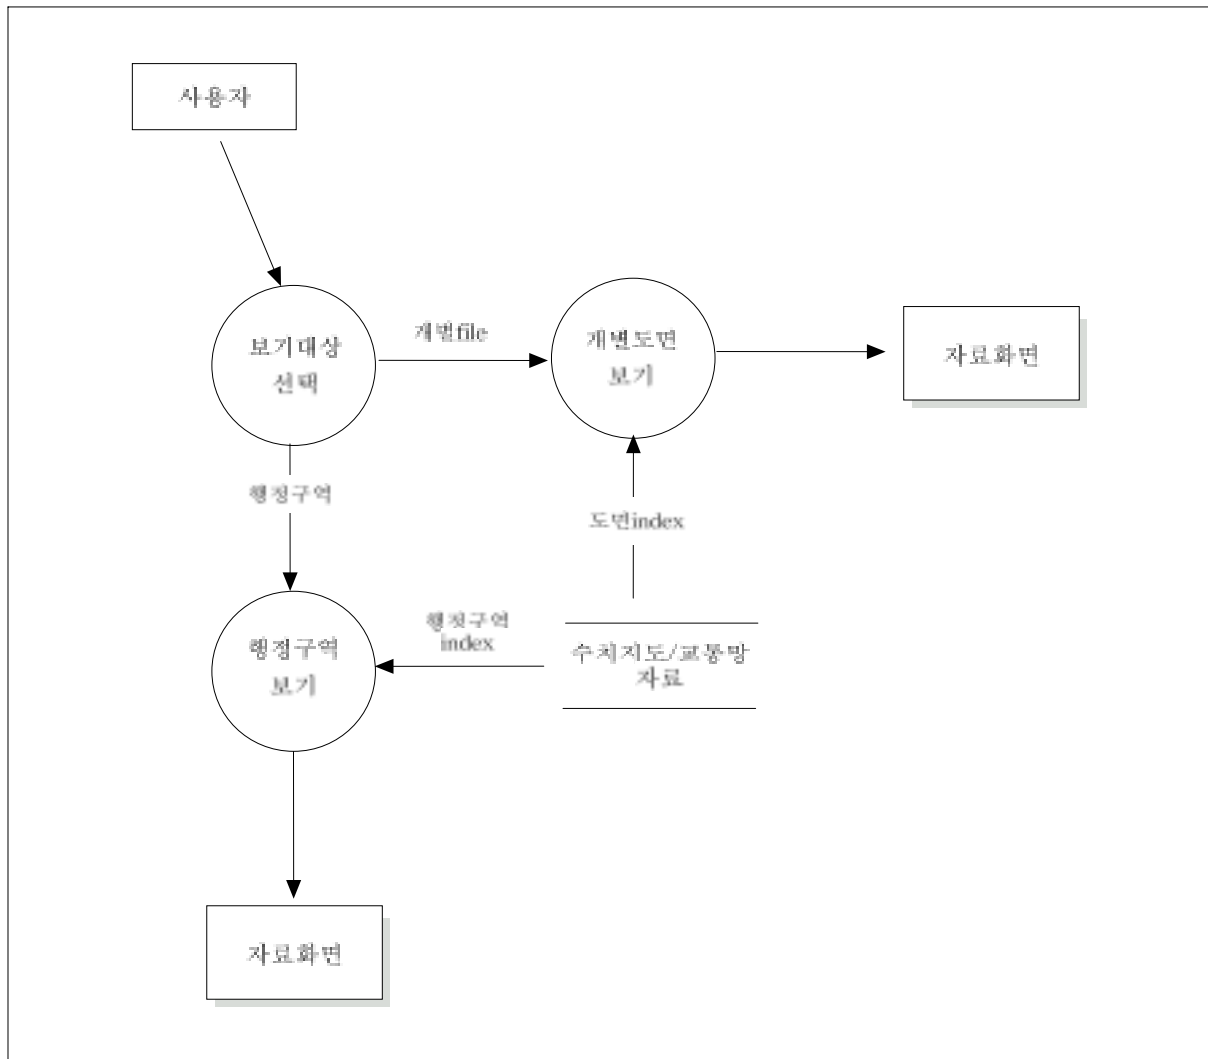 사용자
보기대상
선택
개별file
개별도면
보기
자료화면
행정구역
도면index
행정구역
index
수치지도/교통망
자료
행정구역
보기
자료화면